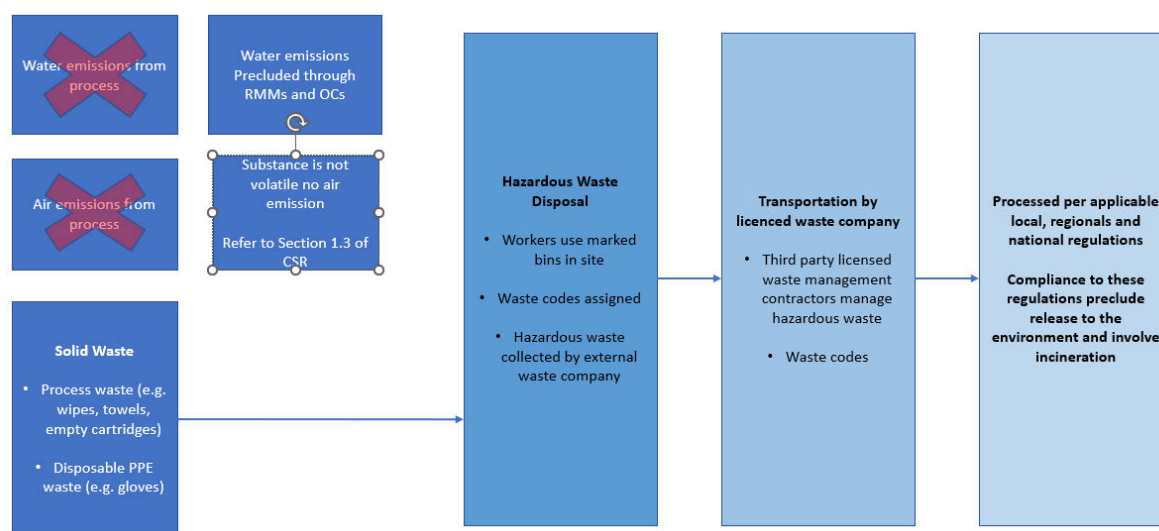 Water emissions from
process
Water emissions
Precluded through
RMMs and OCs
Air emissions from
process
Substance is not
volatile no air
emission
Refer to Section 1.3 of
CSR
Solid Waste
• Process waste (e.g.
wipes, towels,
empty cartridges)
• Disposable PPE
waste (e.g. gloves)
Hazardous Waste
Disposal
• Workers use marked
bins in site
• Waste codes assigned
• Hazardous waste
collected by external
waste company
Transportation by
licenced waste company
• Third party licensed
waste management
contractors manage
hazardous waste
• Waste codes
Processed per applicable
local, regionals and
national regulations
Compliance to these
regulations preclude
release to the
environment and involve
incineration